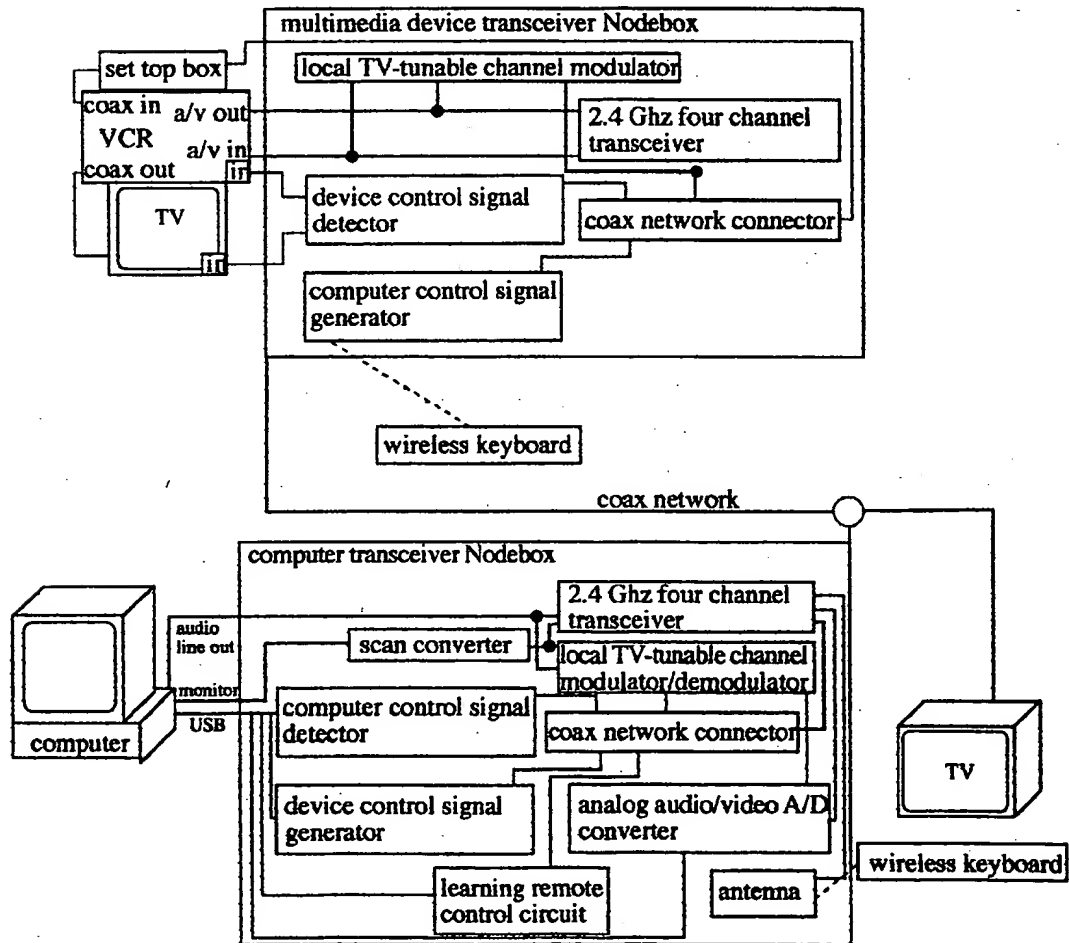 multimedia device transceiver Nodebox
set top box
local TV-tunable channel modulator
coax in
a/v out
VCR
a/v in
coax out
in
2.4 Ghz four channel
transceiver
device control signal
detector
coax network connector
TV
in
computer control signal
generator
wireless keyboard
coax network
computer transceiver Nodebox
2.4 Ghz four channel
transceiver
audio
line out
scan converter
local TV-tunable channel
modulator/demodulator
monitor
USB
computer control signal
detector
coax network connector
computer
TV
device control signal
generator
analog audio/video A/D
converter
wireless keyboard
learning remote
control circuit
antenna